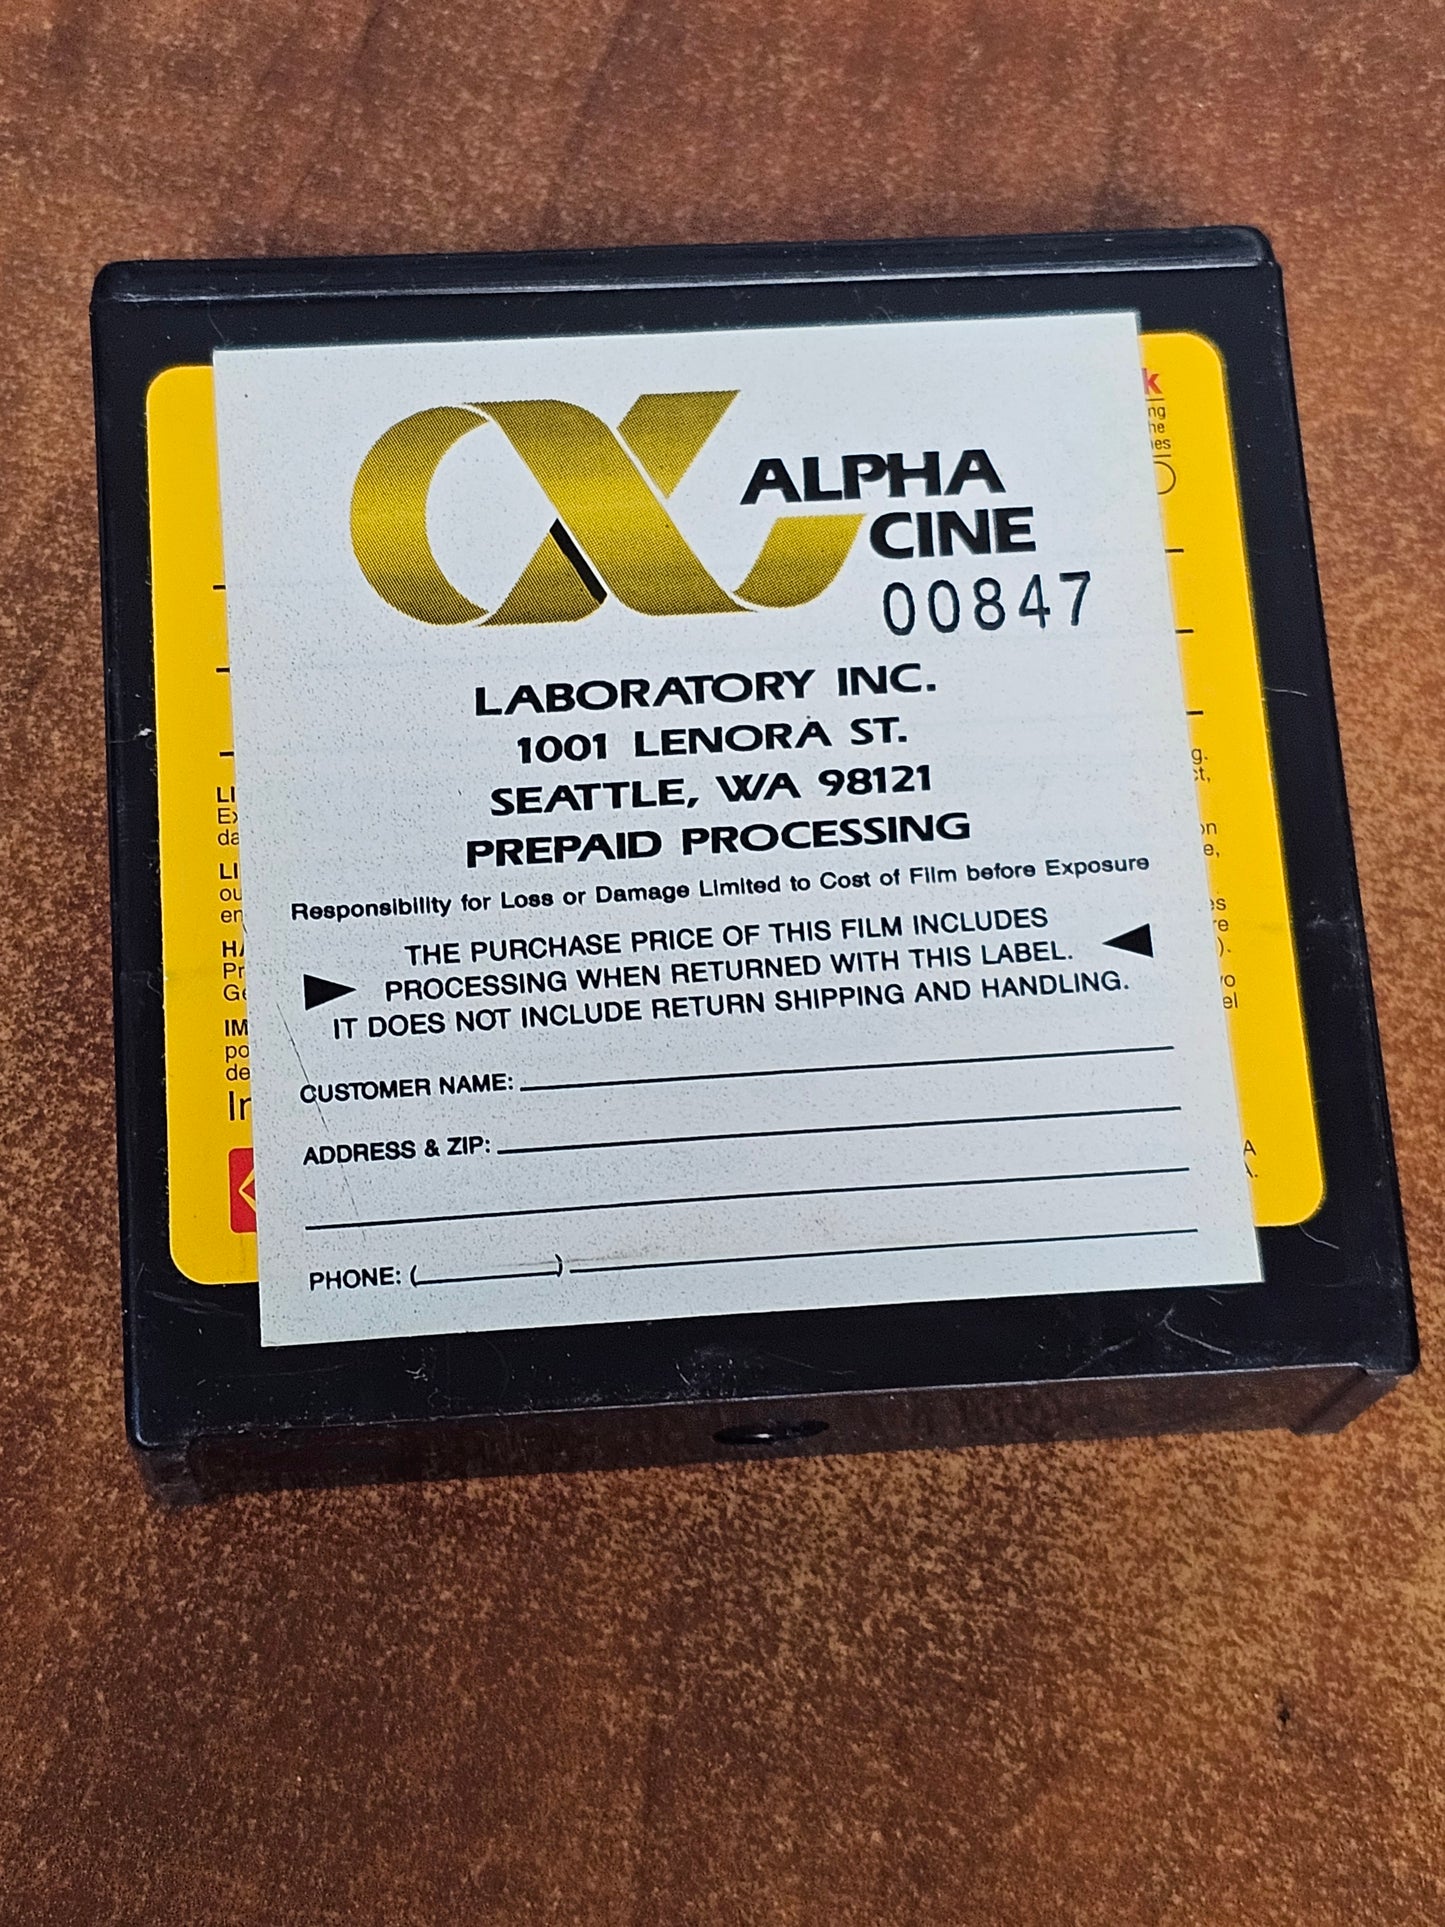 ALPHA
CINE
00847
LABORATORY INC.
1001 LENORA ST.
SEATTLE, WA 98121
PREPAID PROCESSING
Responsibility for Loss or Damage Limited to Cost of Film before Exposure
THE PURCHASE PRICE OF THIS FILM INCLUDES
PROCESSING WHEN RETURNED WITH THIS LABEL.
IT DOES NOT INCLUDE RETURN SHIPPING AND HANDLING.
CUSTOMER NAME:
ADDRESS & ZIP:
PHONE: ( )